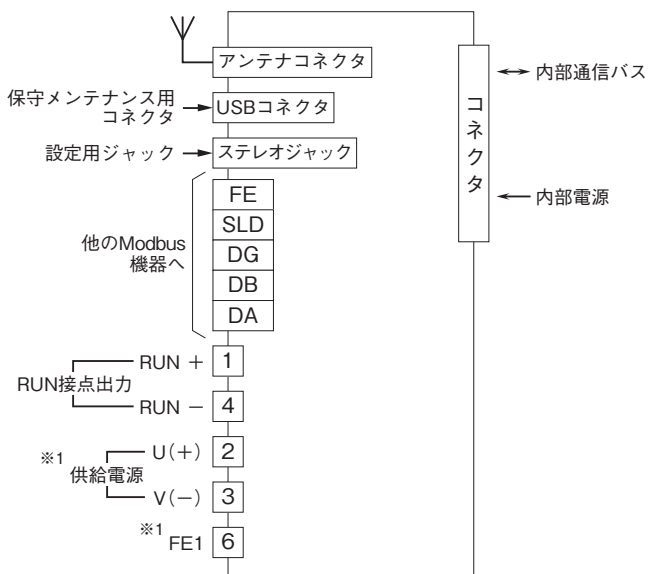 アンテナコネクタ
保守メンテナンス用
コネクタ
USBコネクタ
設定用ジャック
ステレオジャック
他のModbus
機器へ
FE
SLD
DG
DB
DA
RUN接点出力
RUN +
1
RUN −
4
※1
供給電源
U(+)
2
V(−)
3
※1
FE1
6
コネクタ
内部通信バス
内部電源